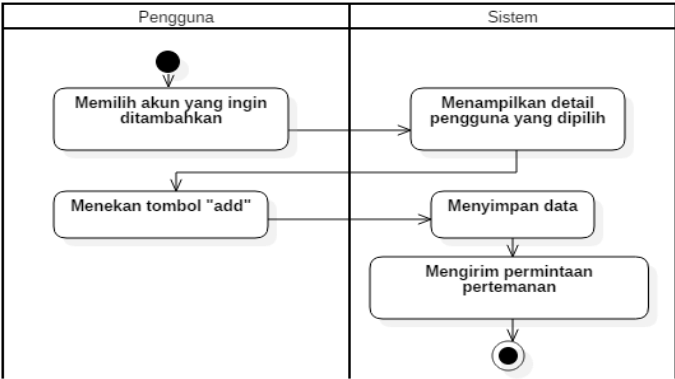 Pengguna
Sistem
Memilih akun yang ingin
ditambahkan
Menampilkan detail
pengguna yang dipilih
Menekan tombol "add"
Menyimpan data
Mengirim permintaan
pertemanan